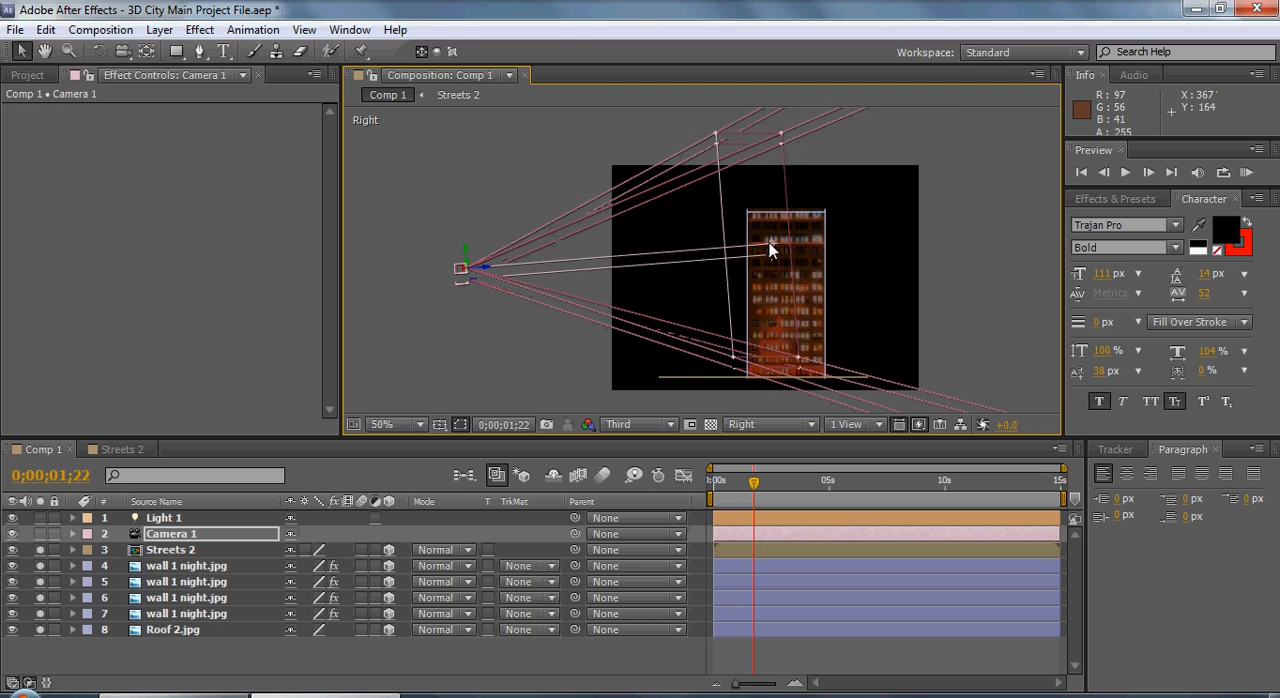 Adobe After Effects - 3D City Main Project File.aep *
File Edit Composition Layer Effect Animation View Window Help
Workspace: Standard Search Help
Project Effect Controls: Camera 1 Composition: Comp 1 Info Audio
Comp 1 • Camera 1
Comp 1 Streets 2
R: 97 X: 367
G: 56 Y: 164
B: 41
A: 255
Right
Preview
Effects & Presets Character
Trajan Pro
Bold
111 px 14 px
Metrics 52
0 px Fill Over Stroke
100 % 104 %
38 px 0 %
T T TT Tt T¹ T₁
50% 0;00;01;22 Third Right 1 View +0.0
Comp 1 Streets 2 Tracker Paragraph
0;00;01;22
0 px 0 px 0 px
0 px 0 px
:00s 05s 10s 15s
# Source Name Mode T TrkMat Parent
1 Light 1 None
2 Camera 1 None
3 Streets 2 Normal None
4 wall 1 night.jpg Normal None None
5 wall 1 night.jpg Normal None None
6 wall 1 night.jpg Normal None None
7 wall 1 night.jpg Normal None None
8 Roof 2.jpg Normal None None